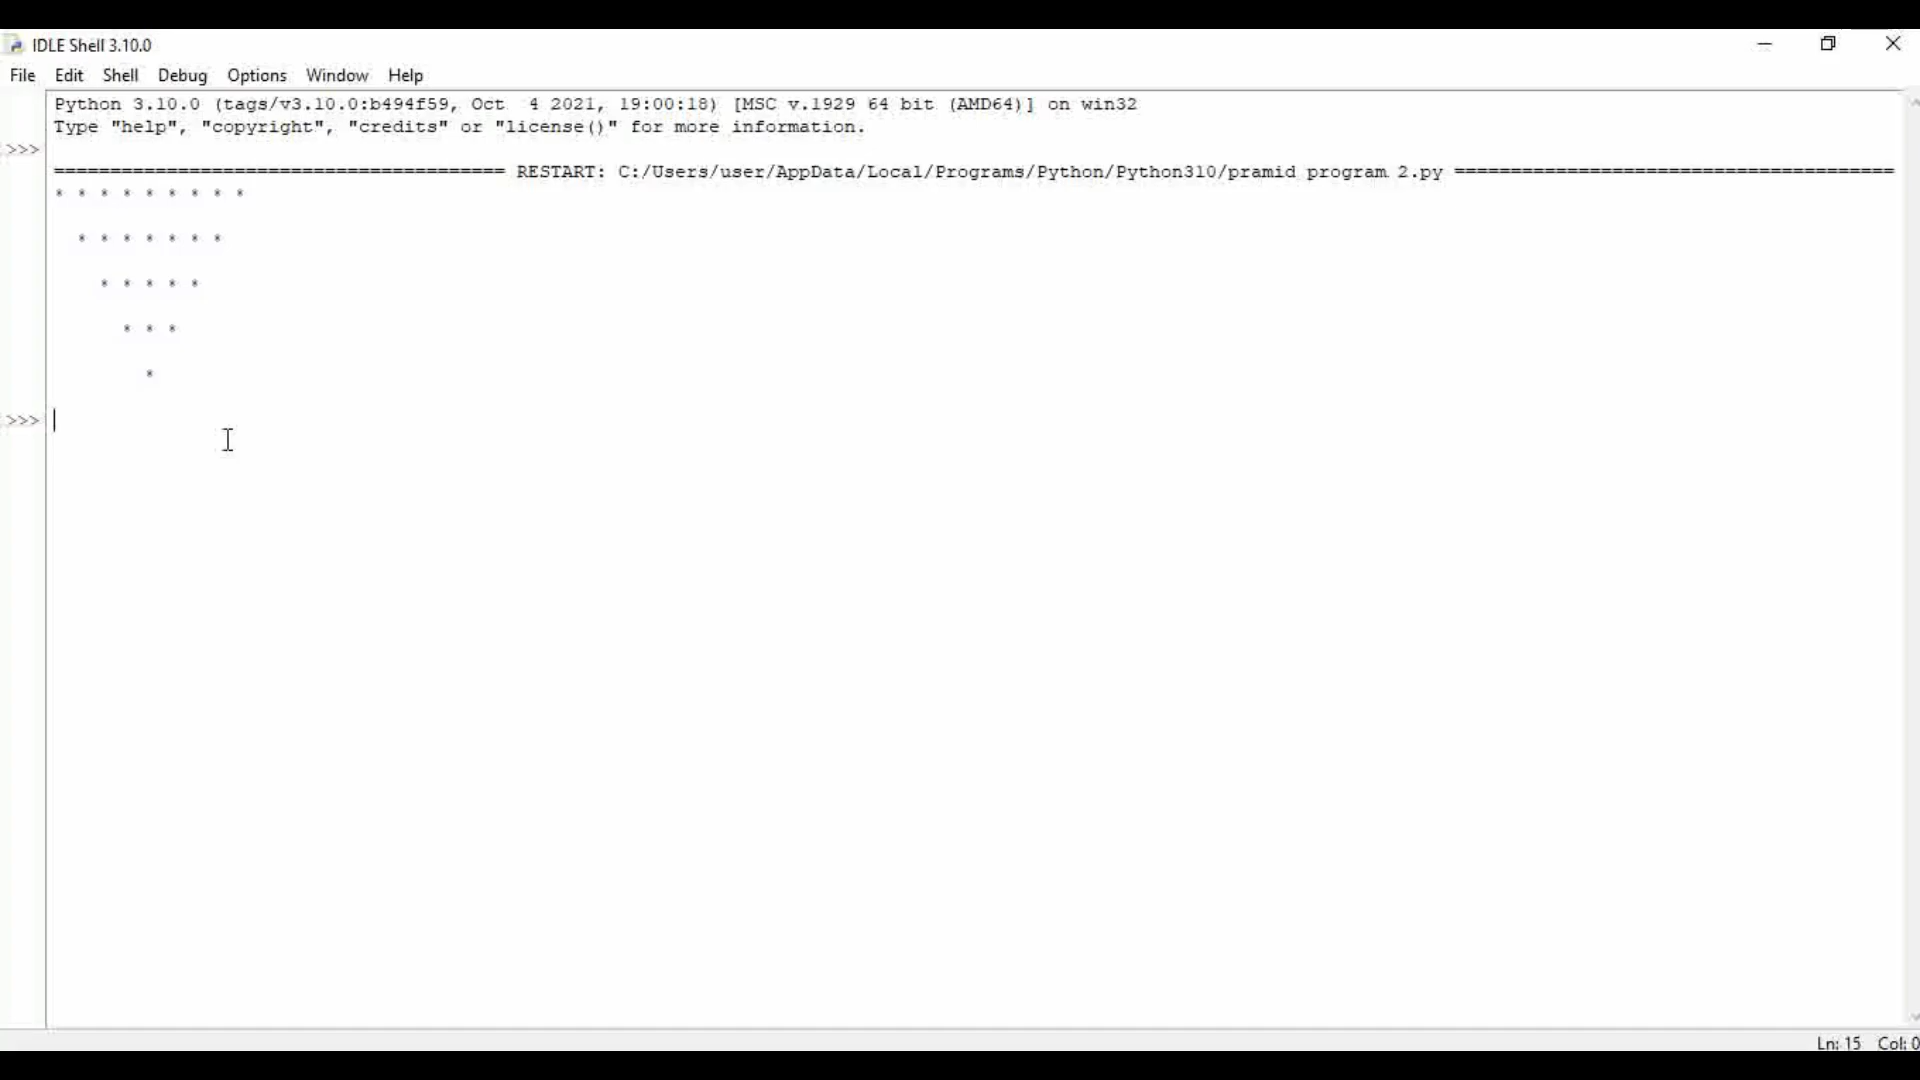 IDLE Shell 3.10.0
File Edit Shell Debug Options Window Help
Python 3.10.0 (tags/v3.10.0:b494f59, Oct  4 2021, 19:00:18) [MSC v.1929 64 bit (AMD64)] on win32
Type "help", "copyright", "credits" or "license()" for more information.
>>>
======================================== RESTART: C:/Users/user/AppData/Local/Programs/Python/Python310/pramid program 2.py =======================================
* * * * * * * * *
  * * * * * * *
    * * * * *
      * * *
        *
>>>
Ln: 15 Col: 0